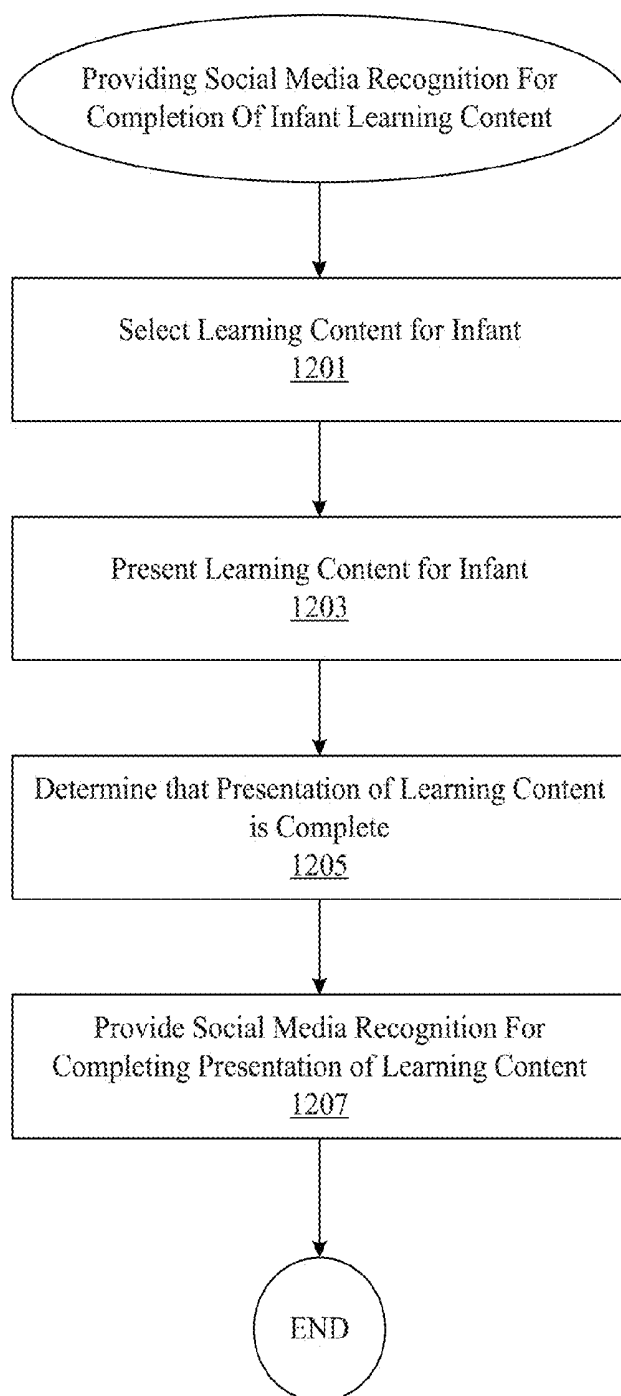 Providing Social Media Recognition For
Completion Of Infant Learning Content
Select Learning Content for Infant
1201
Present Learning Content for Infant
1203
Determine that Presentation of Learning Content
is Complete
1205
Provide Social Media Recognition For
Completing Presentation of Learning Content
1207
END